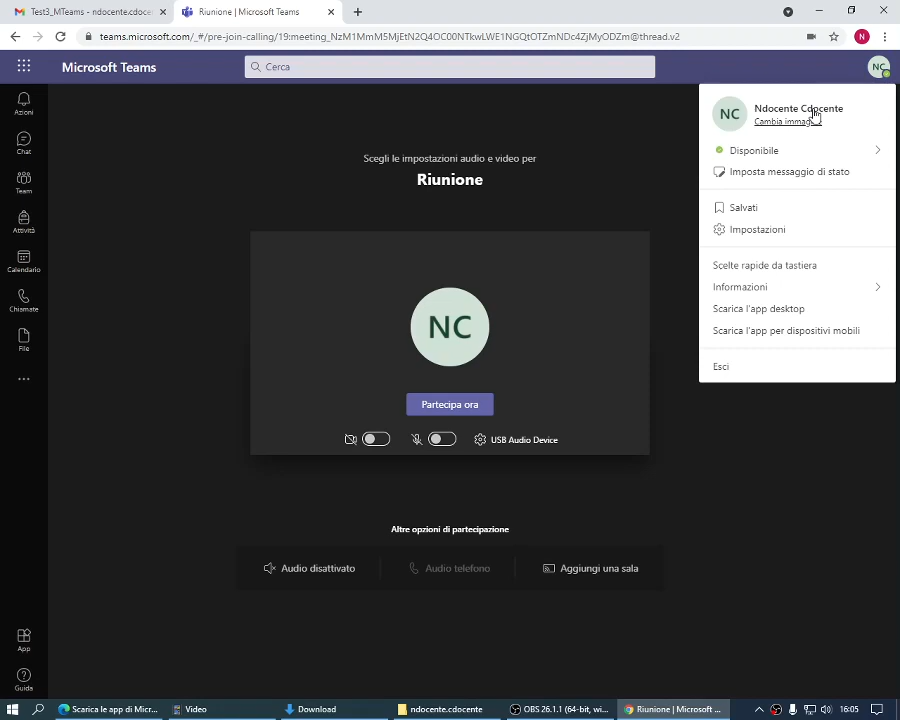 Test3_MTeams - ndocente.cdoce
Riunione | Microsoft Teams
teams.microsoft.com/_#/pre-join-calling/19:meeting_NzM1MmM5MjEtN2Q4OC00NTkwLWE1NGQtOTZmNDc4ZjMyODZm@thread.v2
N
Microsoft Teams
Cerca
NC
Azioni
Chat
Team
Attività
Calendario
Chiamate
File
App
Guida
Scegli le impostazioni audio e video per
Riunione
NC
Partecipa ora
USB Audio Device
Altre opzioni di partecipazione
Audio disattivato
Audio telefono
Aggiungi una sala
NC
Ndocente Cdocente
Cambia
Disponibile
Imposta messaggio di stato
Salvati
Impostazioni
Scelte rapide da tastiera
Informazioni
Scarica l'app desktop
Scarica l'app per dispositivi mobili
Esci
Scarica le app di Micr...
Video
Download
ndocente.cdocente
OBS 26.1.1 (64-bit, wi...
Riunione | Microsoft ...
16:05